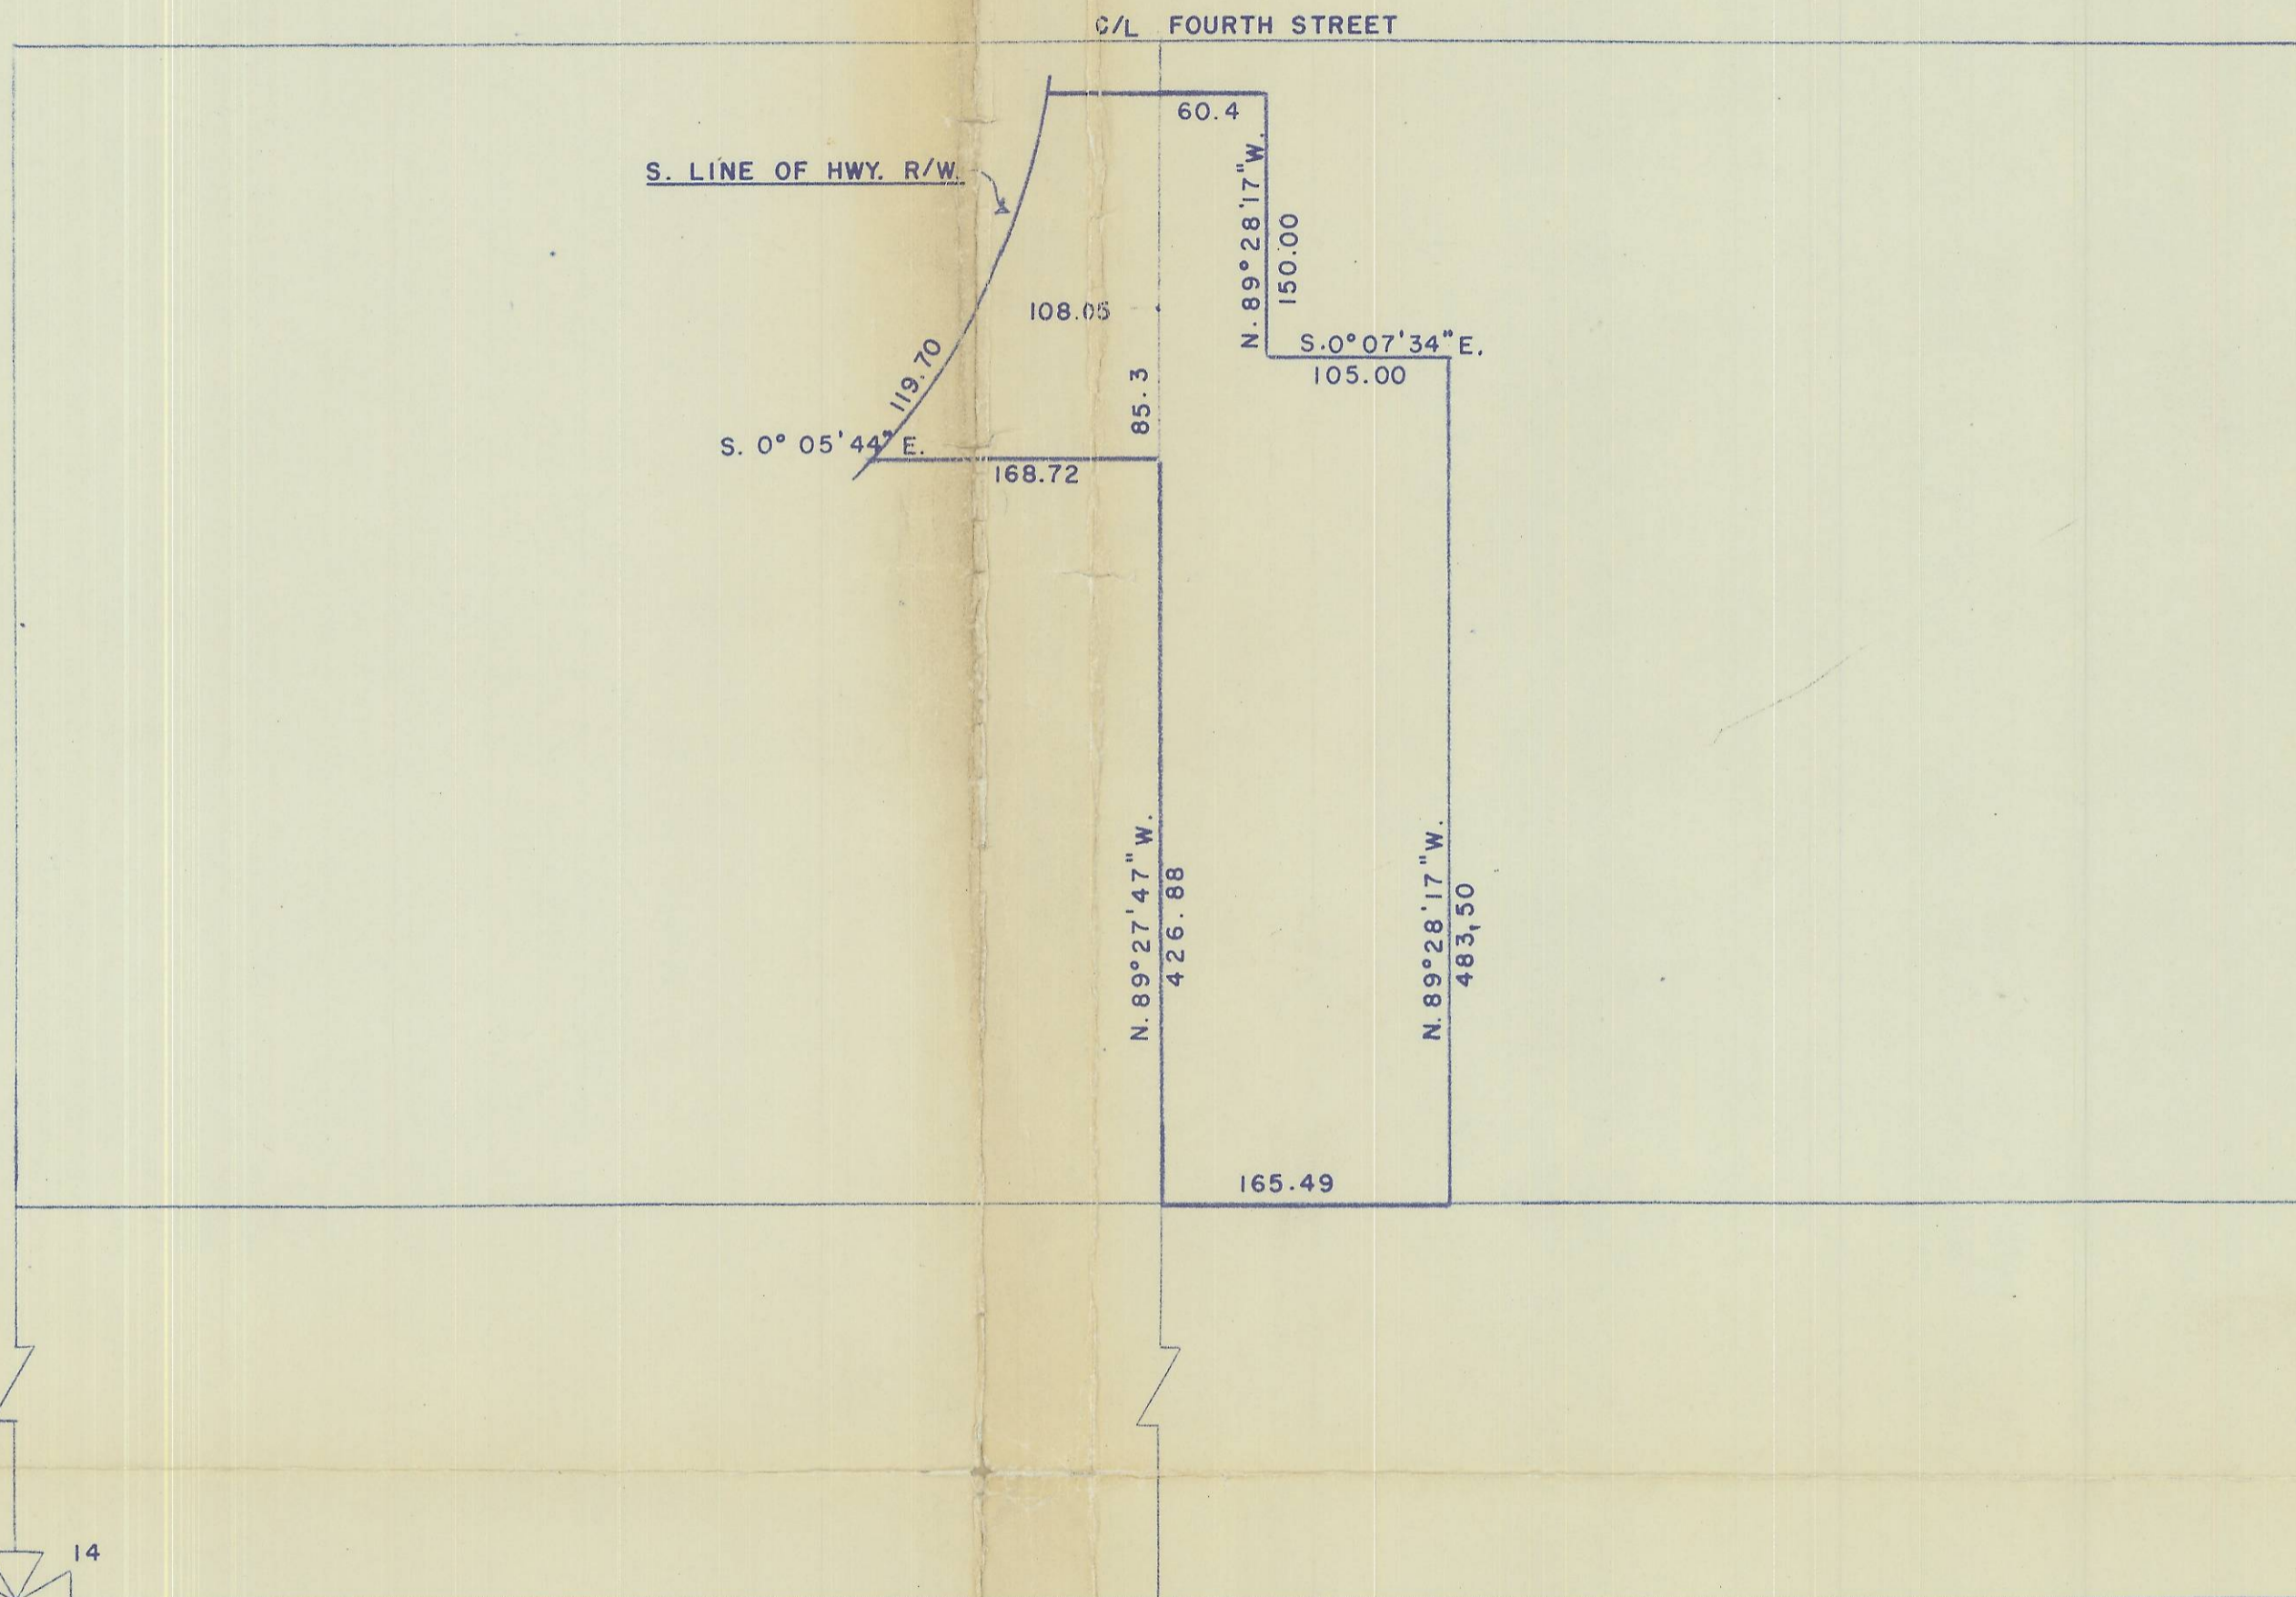 C/L FOURTH STREET
60.4
S. LINE OF HWY. R/W.
N. 89° 28' 17" W.
150.00
108.05
S. 0° 07' 34" E.
105.00
119.70
85.3
S. 0° 05' 44" E.
168.72
N. 89° 27' 47" W.
426.88
N. 89° 28' 17" W.
483,50
165.49
14